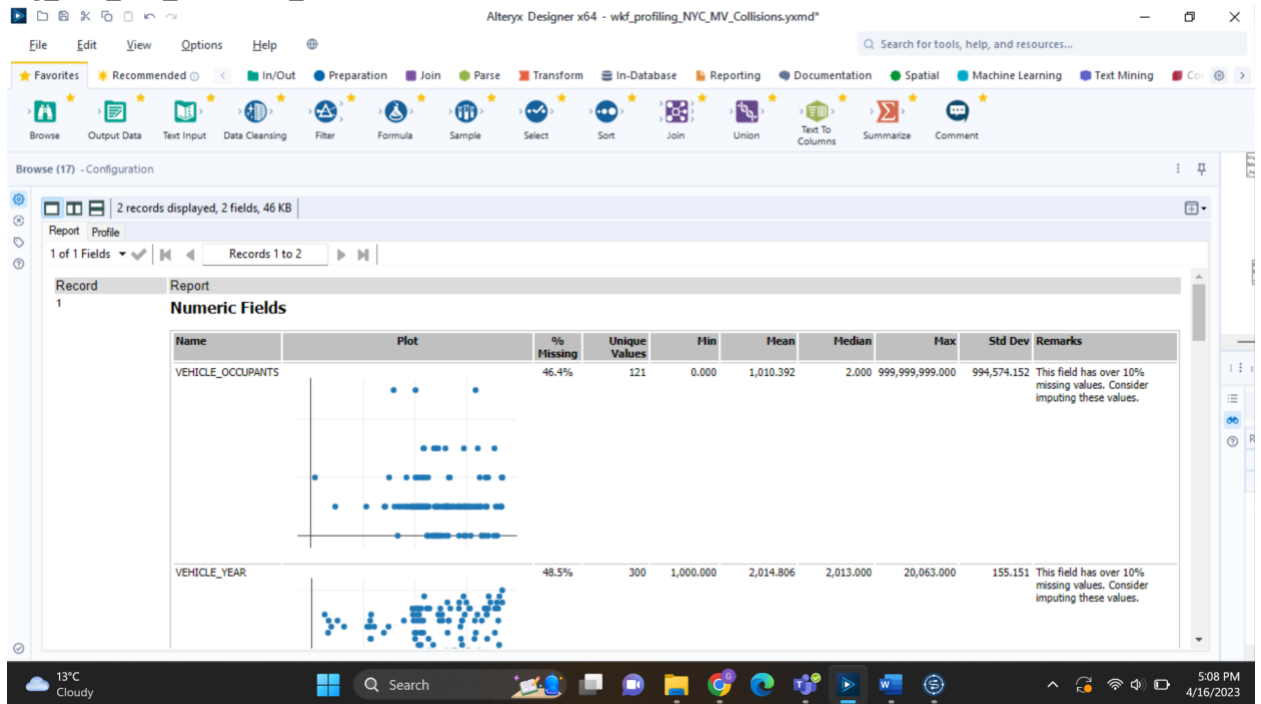 Alteryx Designer x64 - wkf_profiling_NYC_MV_Collisions.yxmd*
File Edit View Options Help
Search for tools, help, and resources...
Favorites Recommended In/Out Preparation Join Parse Transform In-Database Reporting Documentation Spatial Machine Learning Text Mining
Browse Output Data Text Input Data Cleansing Filter Formula Sample Select Sort Join Union Text To Columns Summarize Comment
Browse (17) - Configuration
2 records displayed, 2 fields, 46 KB
Report Profile
1 of 1 Fields Records 1 to 2
Record Report
1
Numeric Fields
Name Plot % Missing Unique Values Min Mean Median Max Std Dev Remarks
VEHICLE_OCCUPANTS 46.4% 121 0.000 1,010.392 2.000 999,999,999.000 994,574.152 This field has over 10%
missing values. Consider
imputing these values.
VEHICLE_YEAR 48.5% 300 1,000.000 2,014.806 2,013.000 20,063.000 155.151 This field has over 10%
missing values. Consider
imputing these values.
13°C
Cloudy
Search
5:08 PM
4/16/2023